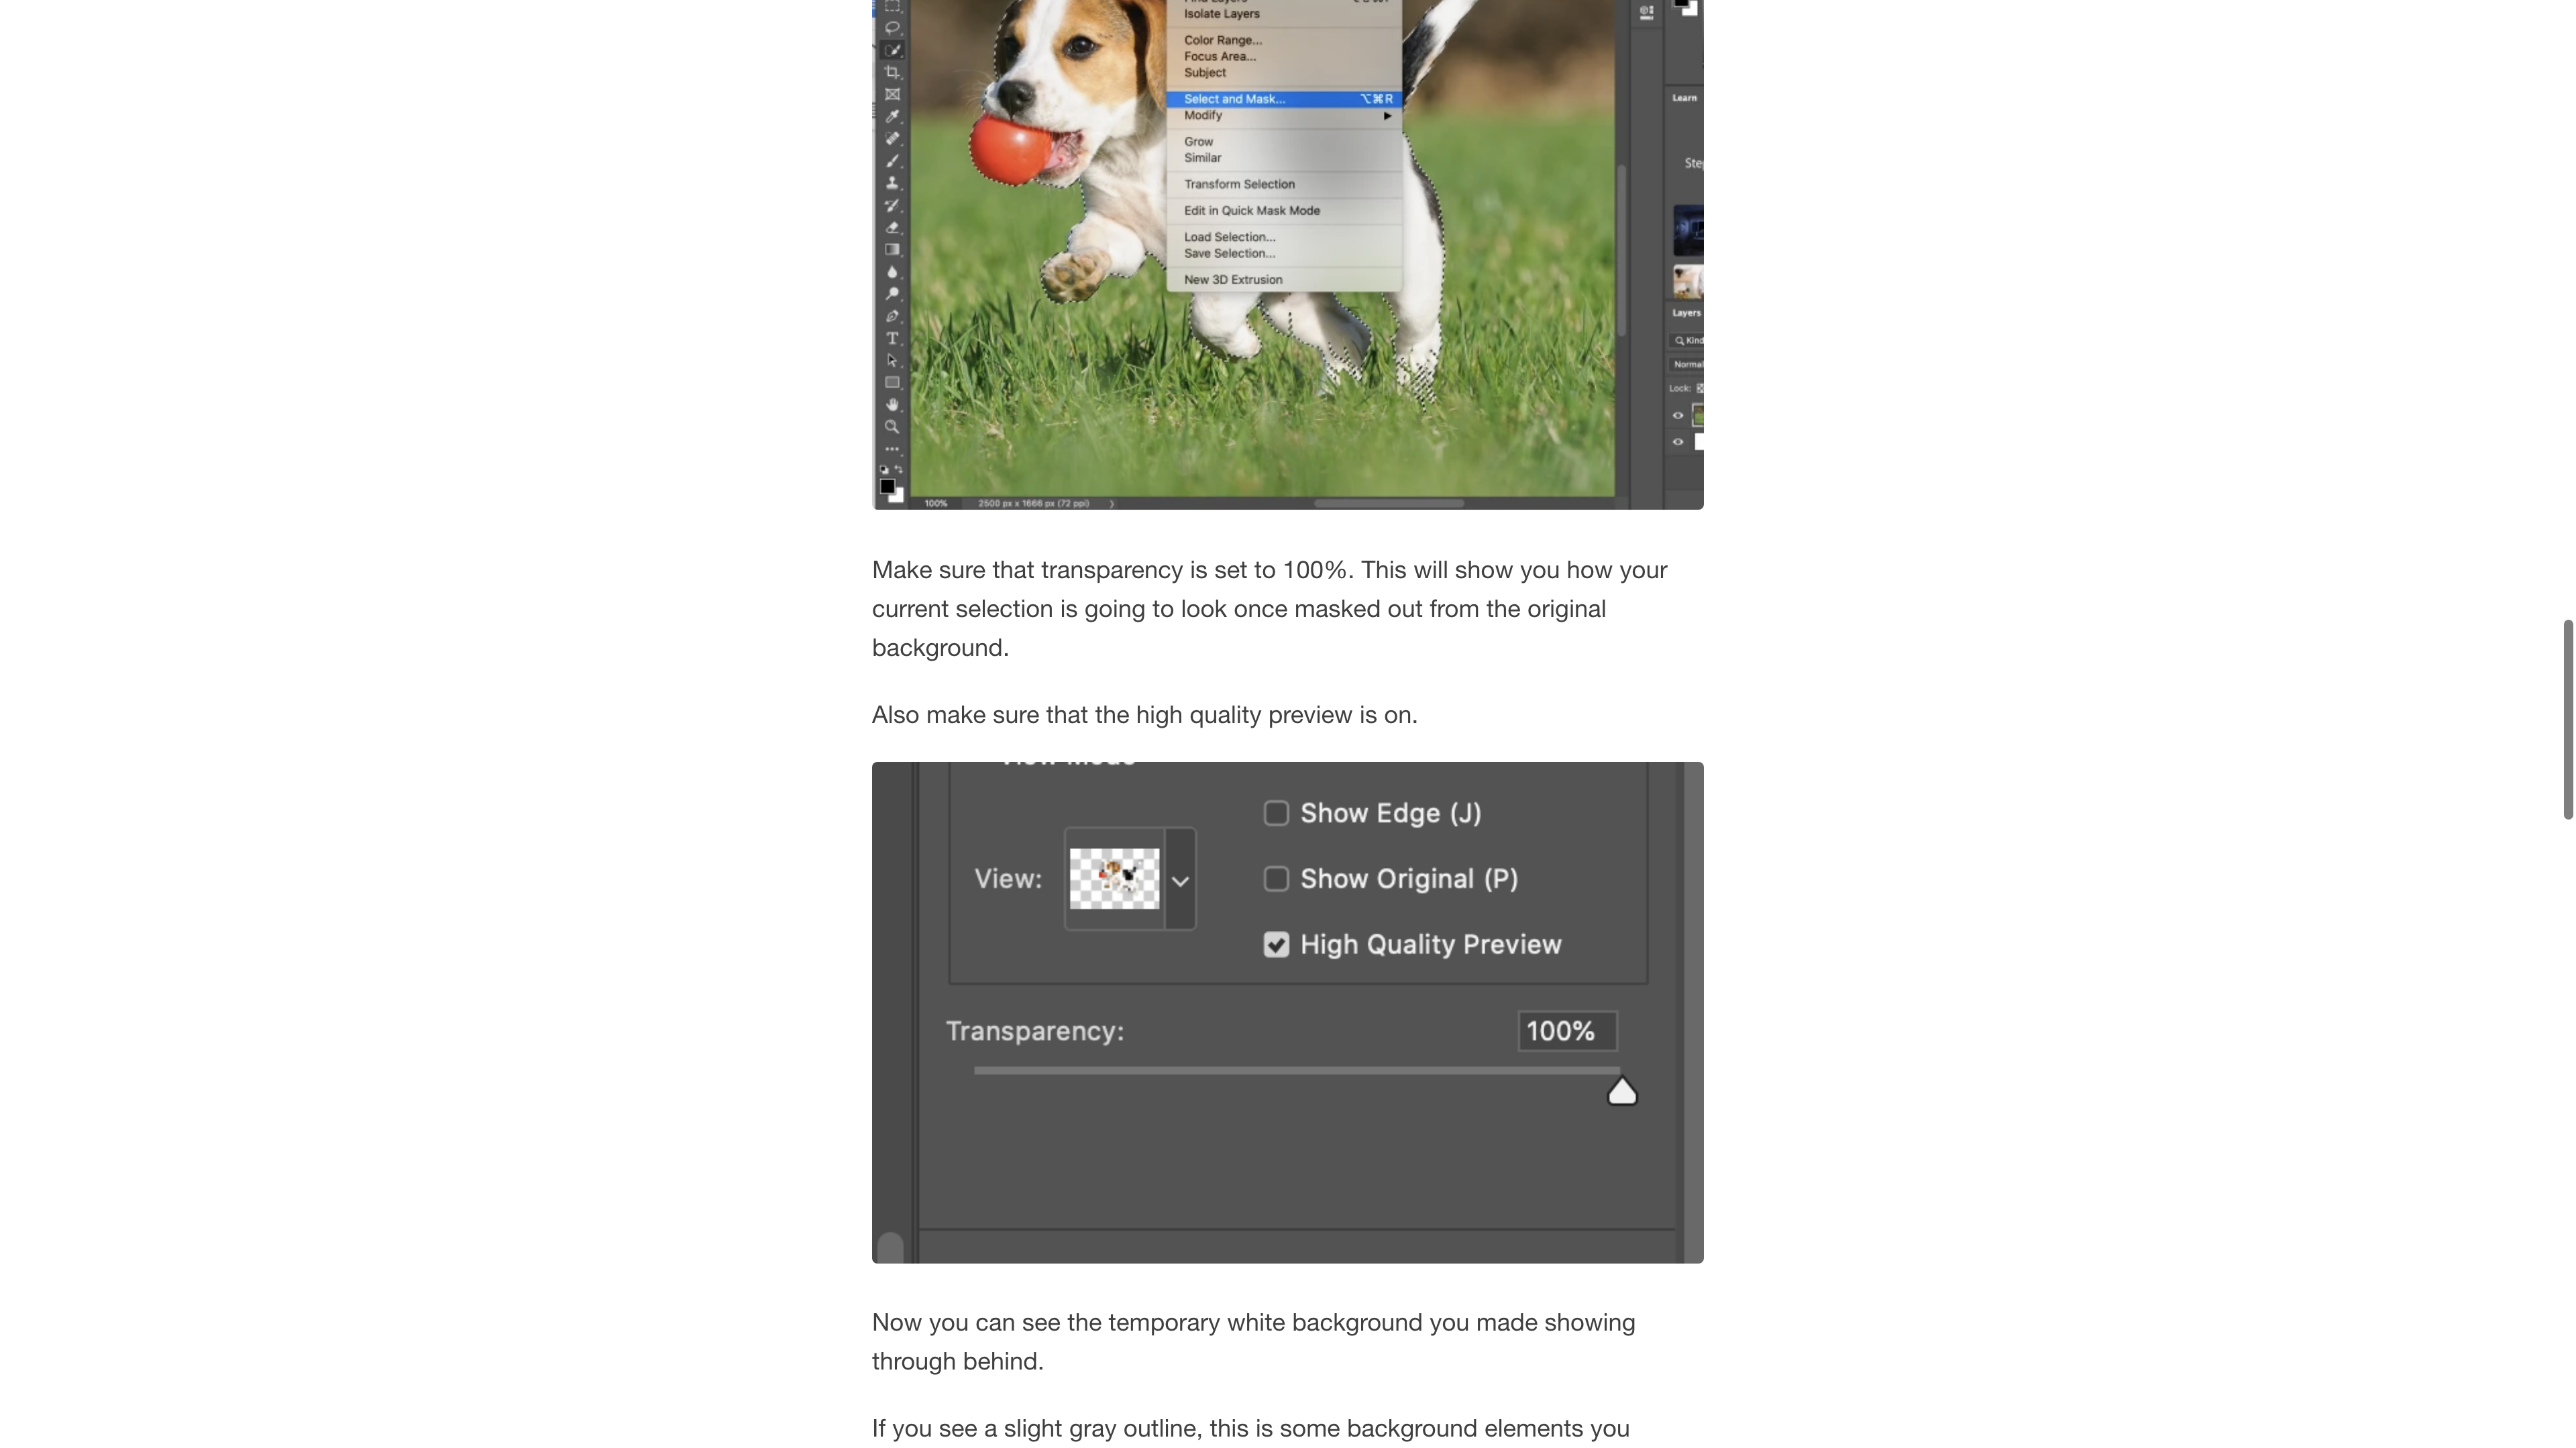 Isolate Layers
Color Range...
Focus Area...
Subject
Select and Mask... ⌥⌘R
Modify
Grow
Similar
Transform Selection
Edit in Quick Mask Mode
Load Selection...
Save Selection...
New 3D Extrusion
Learn
Layers
Kind
Lock:
100% 2500 px x 1666 px (72 ppi)
Make sure that transparency is set to 100%. This will show you how your
current selection is going to look once masked out from the original
background.
Also make sure that the high quality preview is on.
Show Edge (J)
View:
Show Original (P)
High Quality Preview
Transparency: 100%
Now you can see the temporary white background you made showing
through behind.
If you see a slight gray outline, this is some background elements you